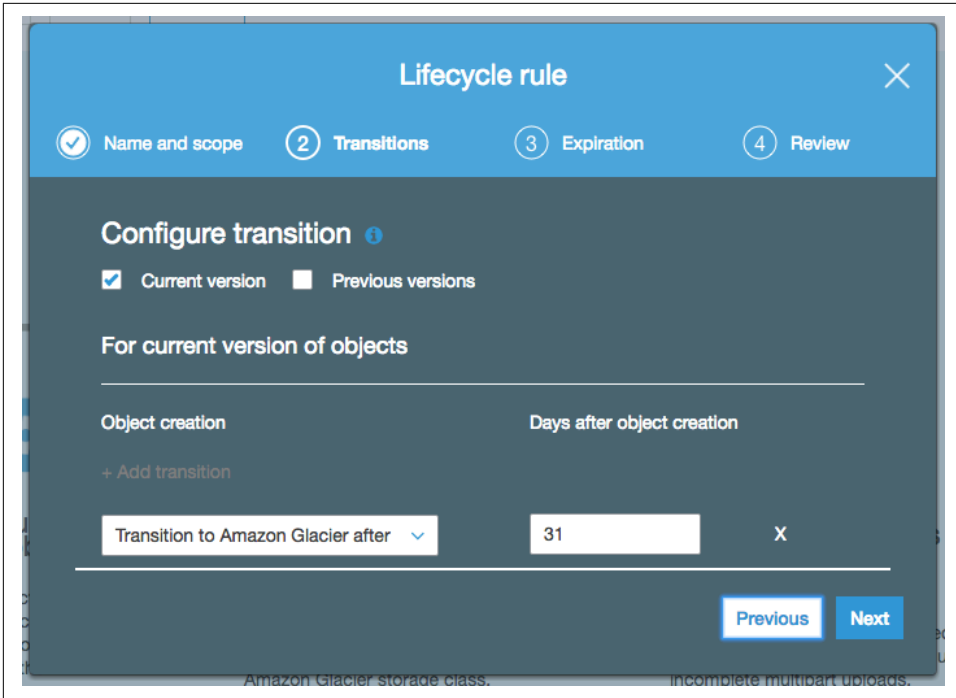 Lifecycle rule
Name and scope
2 Transitions
3 Expiration
4 Review
Configure transition
Current version
Previous versions
For current version of objects
Object creation
Days after object creation
+ Add transition
Transition to Amazon Glacier after
31
X
Previous
Next
Amazon Glacier storage class.
incomplete multipart uploads.